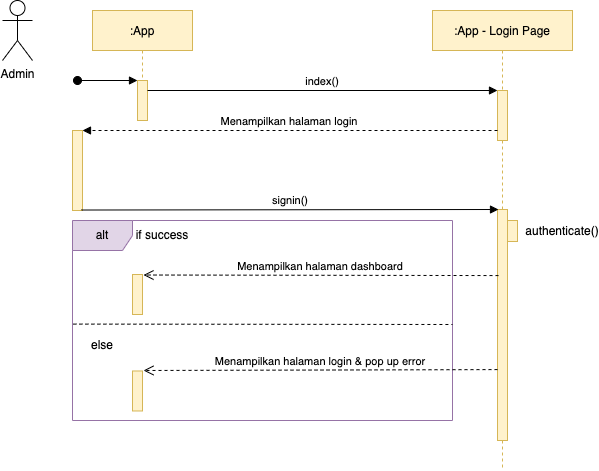 :App
:App - Login Page
Admin
index()
Menampilkan halaman login
signin()
alt
if success
authenticate()
Menampilkan halaman dashboard
else
Menampilkan halaman login & pop up error